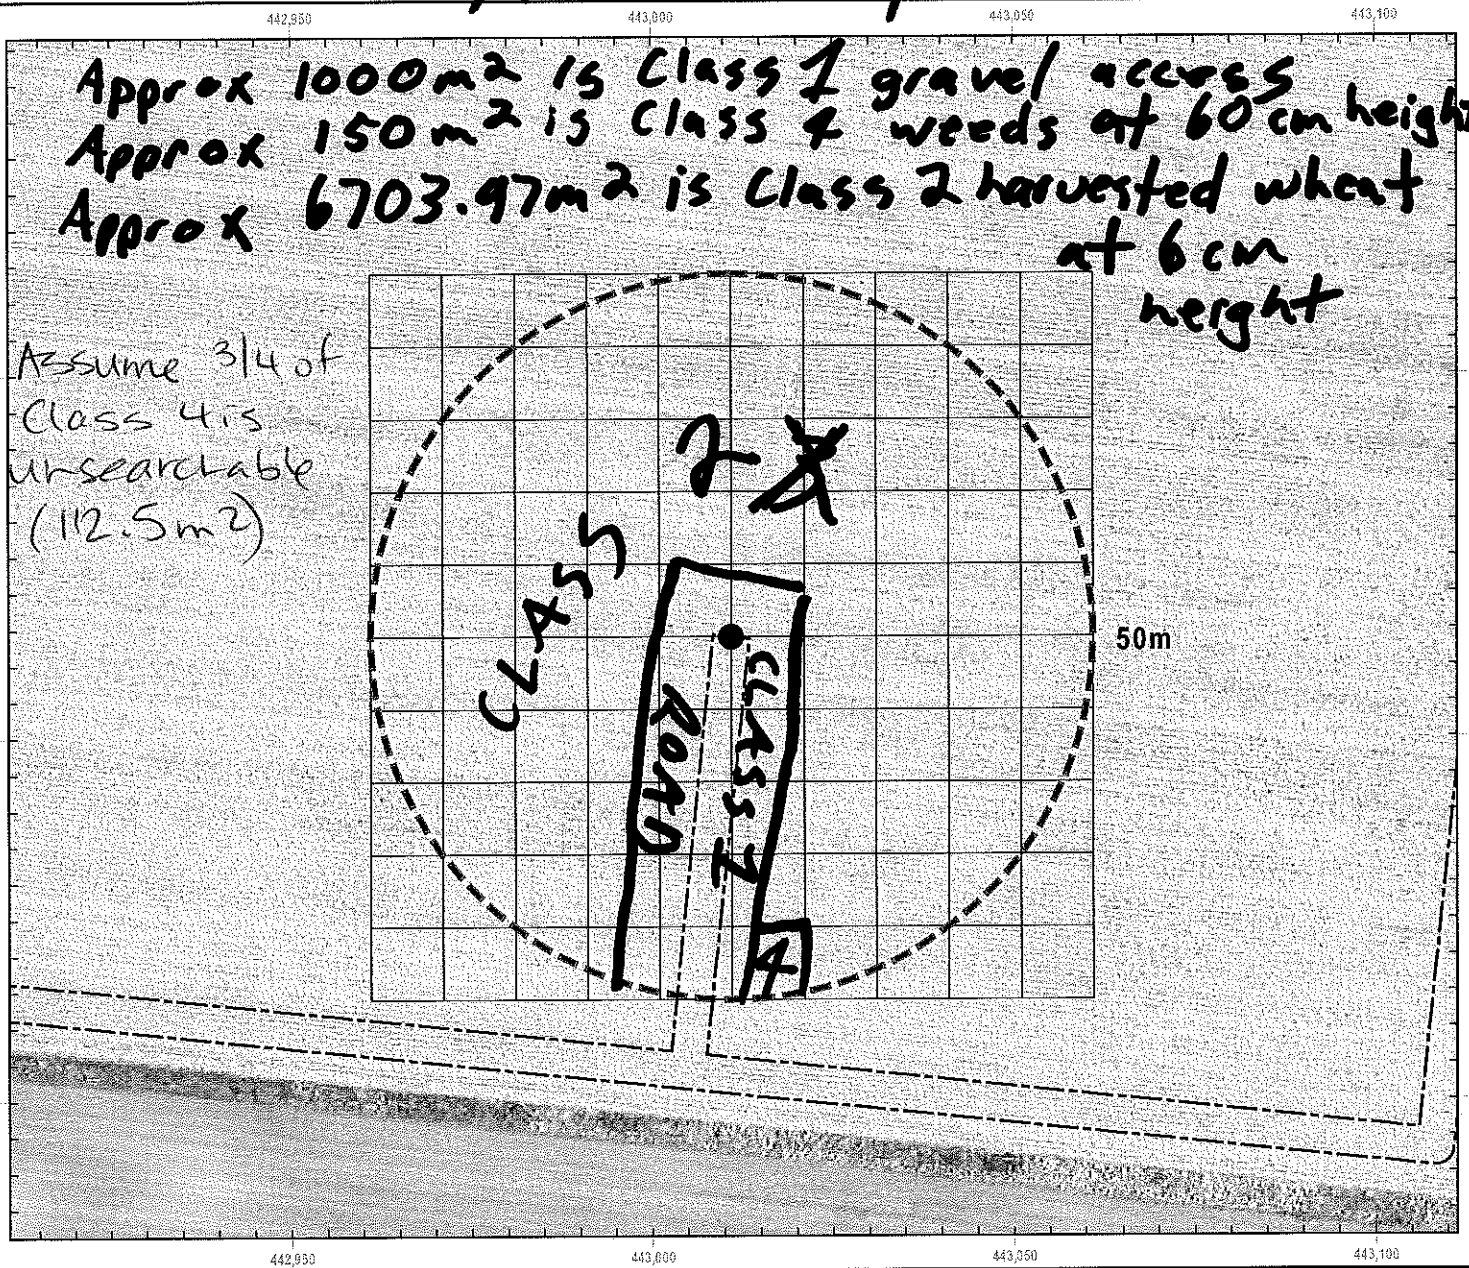 442,950 443,000 443,050 443,100
Approx 1000m² is Class 1 gravel access
Approx 150m² is Class 4 weeds at 60cm height
Approx 6703.97m² is Class 2 harvested wheat
at 6cm
height
Assume 3/4 of
Class 4 is
unsearchable
(112.5m²)
2
CLASS
50m
ROAD
CLASS 1
4
442,950 443,000 443,050 443,100